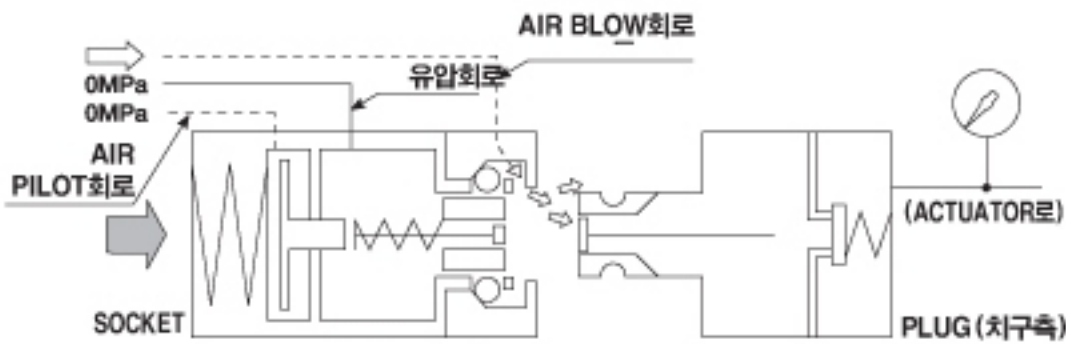 AIR BLOW회로
유압회로
0MPa
0MPa
AIR
PILOT회로
(ACTUATOR로)
SOCKET
PLUG (치구측)